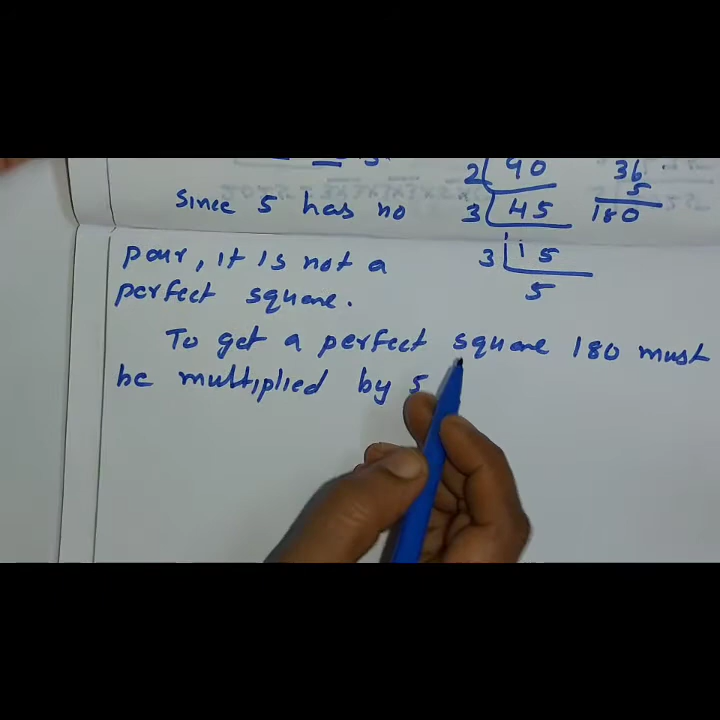 2 90 36
5
Since 5 has no 3 45 180
pair, it is not a 3 15
perfect square. 5
To get a perfect square 180 must
be multiplied by 5